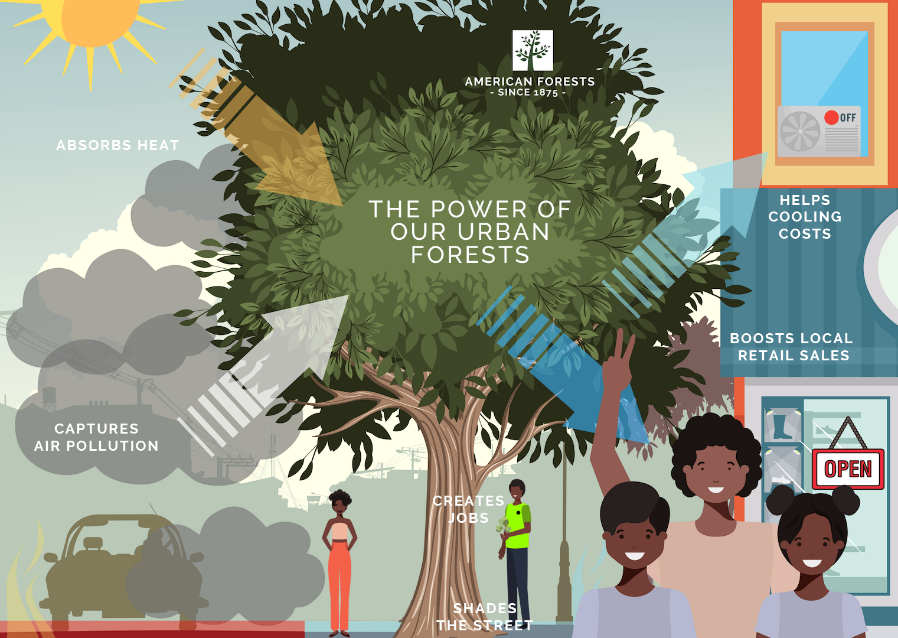 AMERICAN FORESTS
- SINCE 1875 -
OFF
ABSORBS HEAT
THE POWER OF
OUR URBAN
FORESTS
HELPS
COOLING
COSTS
BOOSTS LOCAL
RETAIL SALES
CAPTURES
AIR POLLUTION
OPEN
CREATES
JOBS
SHADES
THE STREET